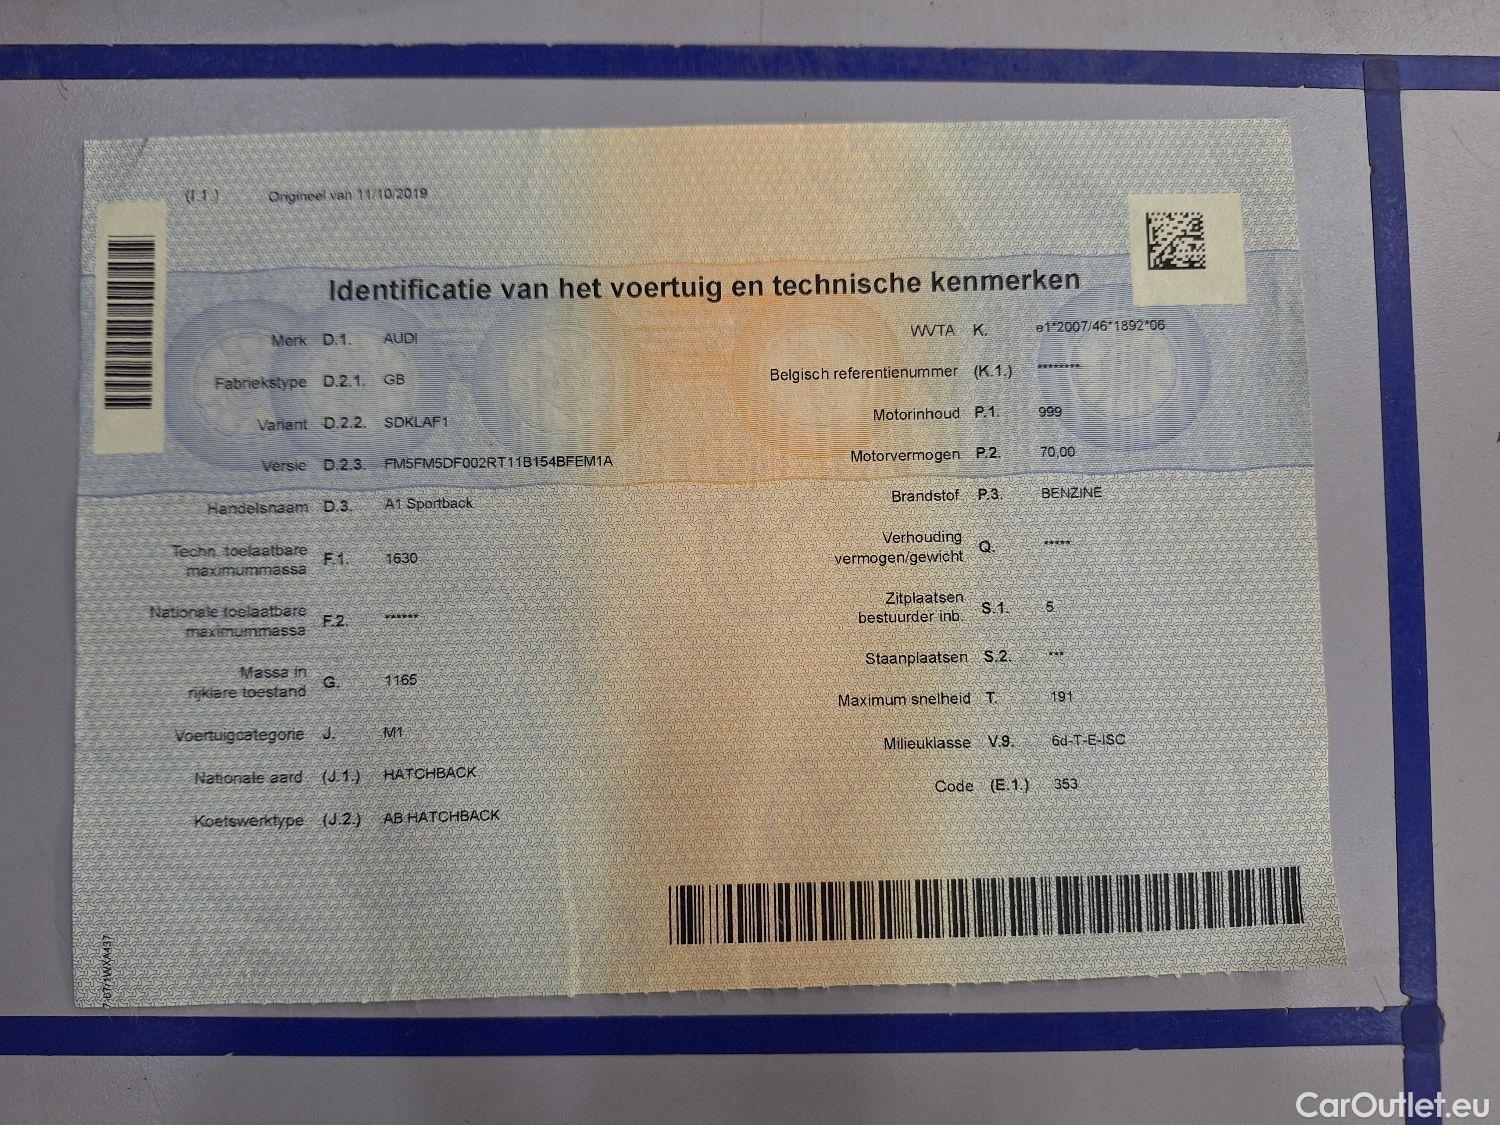 (I.1.) Origineel van 11/10/2019
Identificatie van het voertuig en technische kenmerken
Merk D.1. AUDI
Fabriekstype D.2.1. GB
Variant D.2.2. SDKLAF1
Versie D.2.3. FM5FM5DF002RT11B154BFEM1A
Handelsnaam D.3. A1 Sportback
Techn. toelaatbare
maximummassa F.1. 1630
Nationale toelaatbare
maximummassa F.2. ******
Massa in
rijklare toestand G. 1165
Voertuigcategorie J. M1
Nationale aard (J.1.) HATCHBACK
Koetswerktype (J.2.) AB HATCHBACK
WVTA K. e1*2007/46*1892*06
Belgisch referentienummer (K.1.) ********
Motorinhoud P.1. 999
Motorvermogen P.2. 70,00
Brandstof P.3. BENZINE
Verhouding
vermogen/gewicht Q. *****
Zitplaatsen
bestuurder inb. S.1. 5
Staanplaatsen S.2. ***
Maximum snelheid T. 191
Milieuklasse V.9. 6d-T-E-ISC
Code (E.1.) 353
CarOutlet.eu